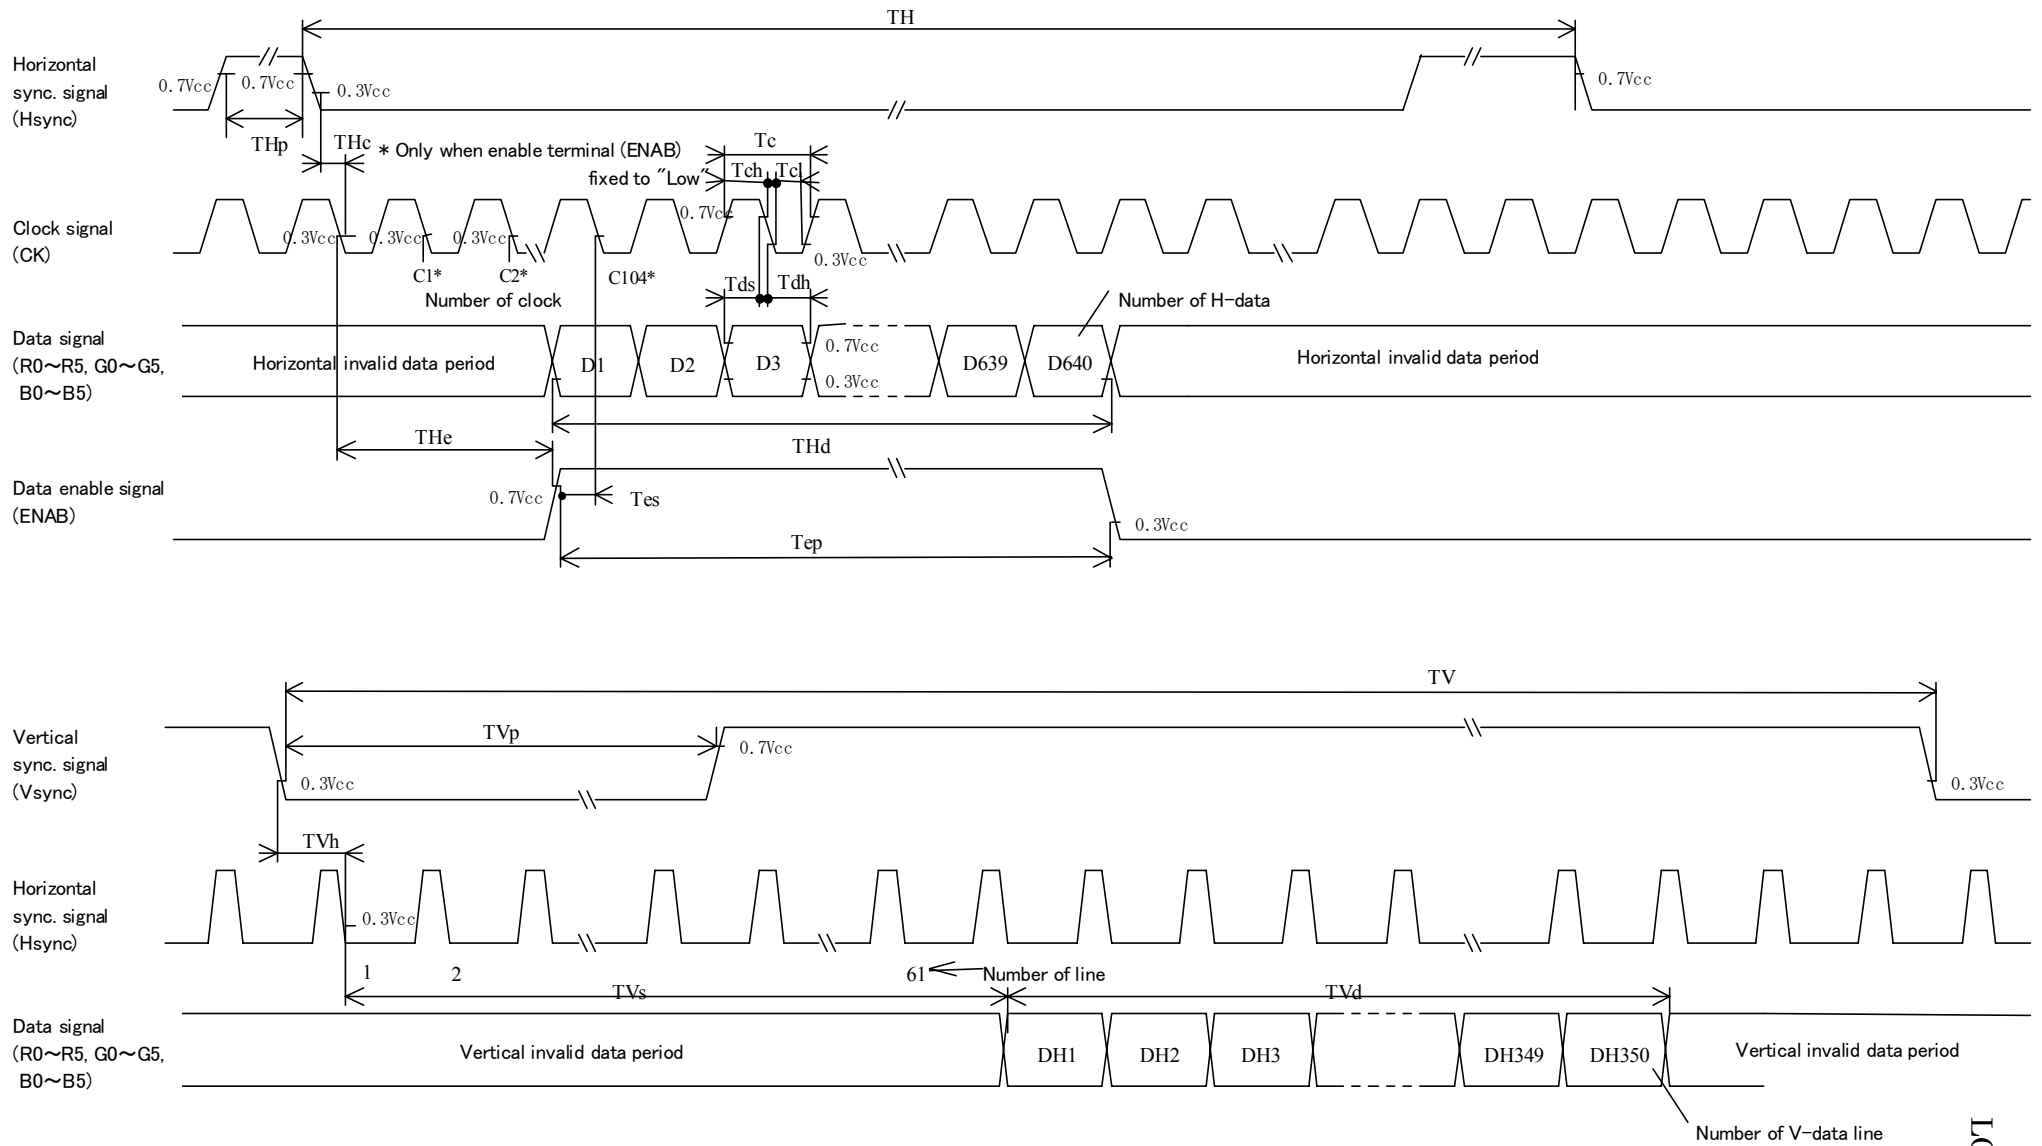 TH
Horizontal
sync. signal
(Hsync)
0.7Vcc
0.7Vcc
0.3Vcc
0.7Vcc
THp
THc
* Only when enable terminal (ENAB)
fixed to "Low"
Tc
Tch
Tcl
Clock signal
(CK)
0.3Vcc
0.3Vcc
0.3Vcc
0.7Vcc
0.3Vcc
C1*
C2*
C104*
Number of clock
Tds
Tdh
Number of H-data
Data signal
(R0~R5, G0~G5,
B0~B5)
Horizontal invalid data period
D1
D2
D3
0.7Vcc
0.3Vcc
D639
D640
Horizontal invalid data period
THe
THd
Data enable signal
(ENAB)
0.7Vcc
Tes
0.3Vcc
Tep
TV
Vertical
sync. signal
(Vsync)
TVp
0.7Vcc
0.3Vcc
0.3Vcc
TVh
Horizontal
sync. signal
(Hsync)
0.3Vcc
1
2
61
Number of line
TVs
TVd
Data signal
(R0~R5, G0~G5,
B0~B5)
Vertical invalid data period
DH1
DH2
DH3
DH349
DH350
Vertical invalid data period
Number of V-data line